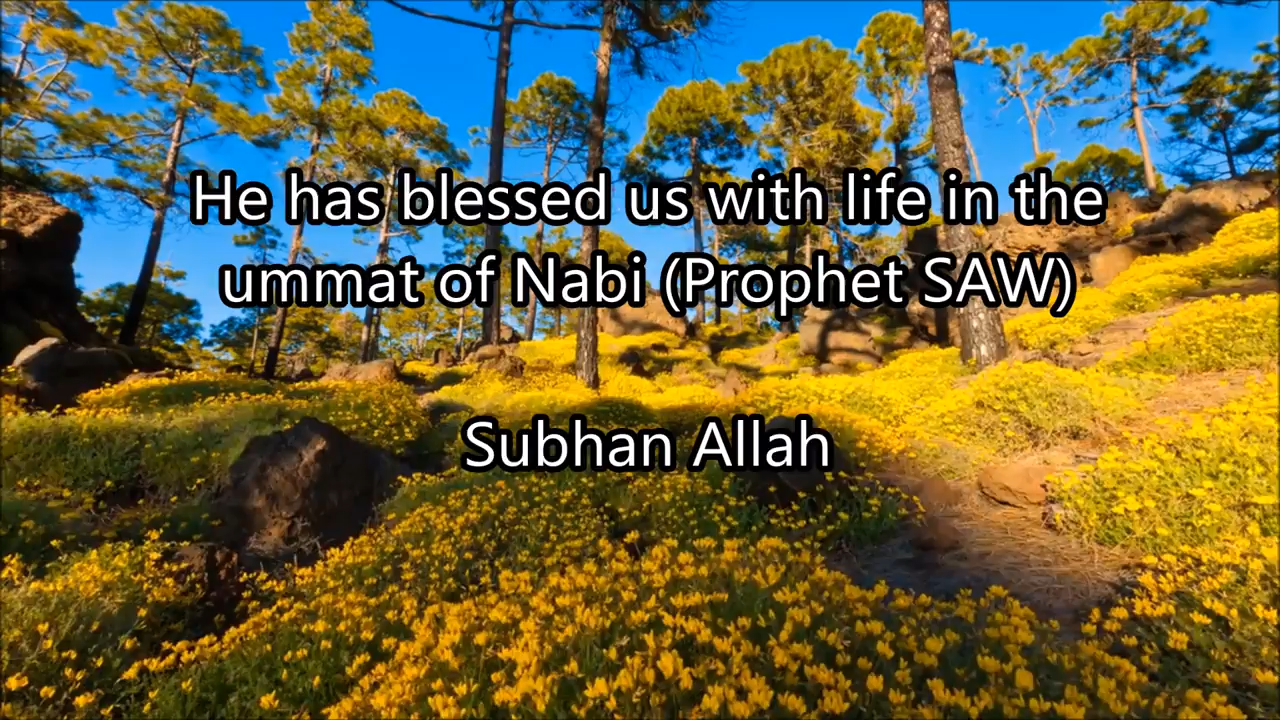 He has blessed us with life in the
ummat of Nabi (Prophet SAW)
Subhan Allah